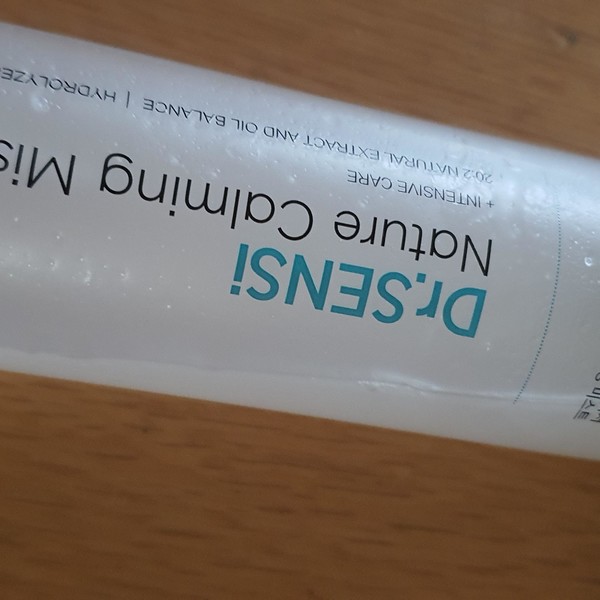 Dr.SENSi
Nature Calming Mis
+ INTENSIVE CARE
20.2 NATURAL EXTRACT AND OIL BALANCE | HYDROLYZE